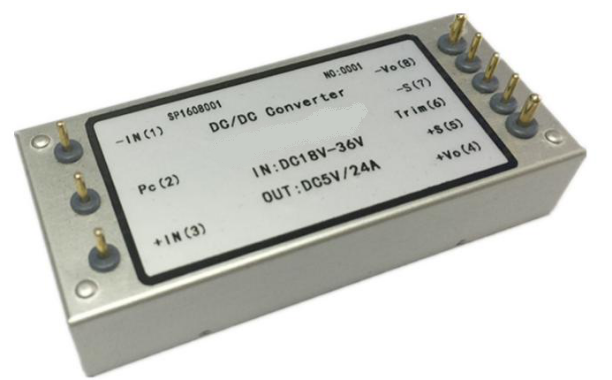 SP1608001
NO:0001
-Vo(8)
-IN(1)
DC/DC Converter
-S(7)
Trim(6)
Pc(2)
IN:DC18V-36V
+S(5)
OUT:DC5V/24A
+Vo(4)
+IN(3)